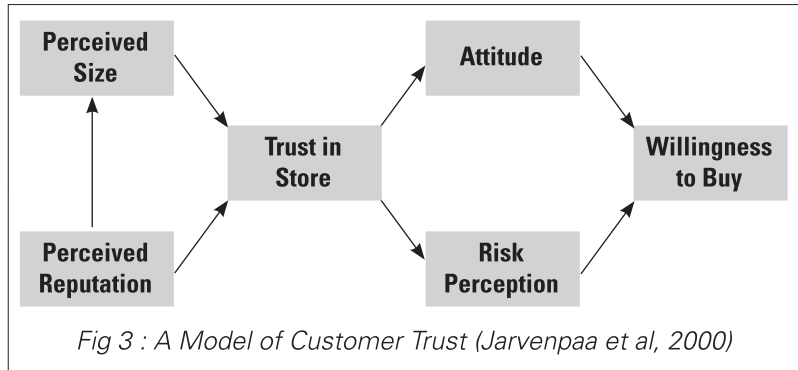 Perceived
Size
Attitude
Trust in
Store
Willingness
to Buy
Perceived
Reputation
Risk
Perception
Fig 3 : A Model of Customer Trust (Jarvenpaa et al, 2000)